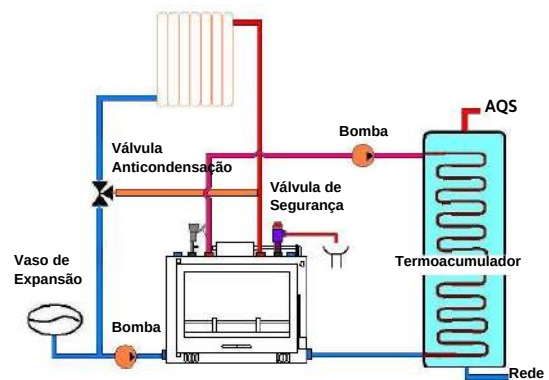 AQS
Bomba
Válvula
Anticondensação
Válvula de
Segurança
Termoacumulador
Vaso de
Expansão
Bomba
Rede